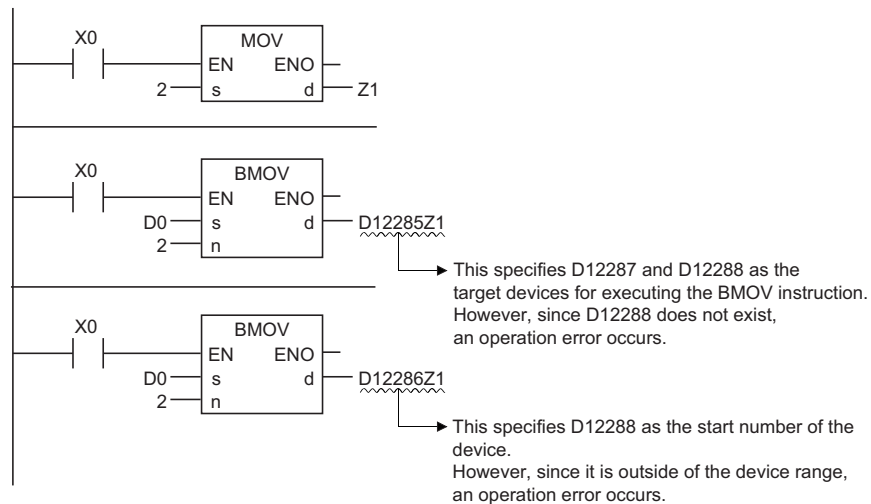 X0
MOV
EN ENO
2 s d Z1
X0
BMOV
EN ENO
D0 s d D12285Z1
2 n
This specifies D12287 and D12288 as the
target devices for executing the BMOV instruction.
However, since D12288 does not exist,
an operation error occurs.
X0
BMOV
EN ENO
D0 s d D12286Z1
2 n
This specifies D12288 as the start number of the
device.
However, since it is outside of the device range,
an operation error occurs.